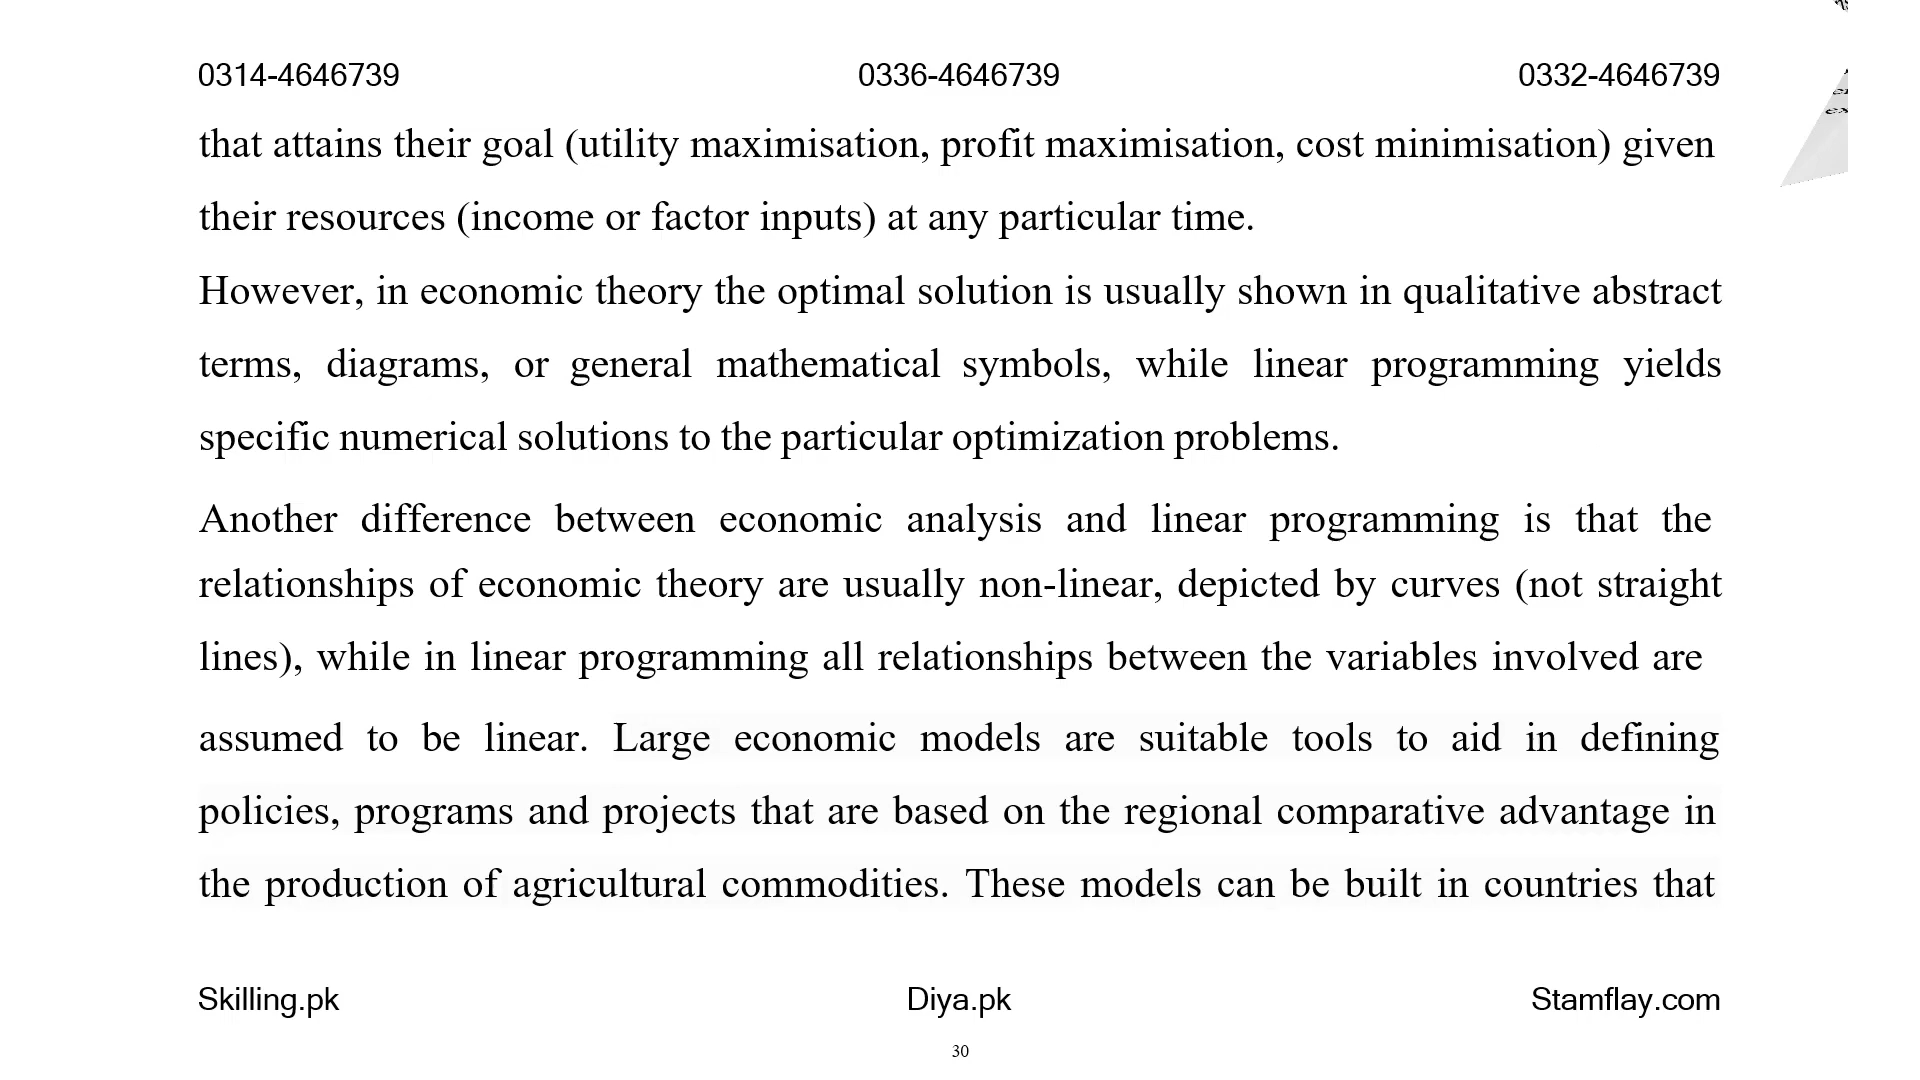 0314-4646739 0336-4646739 0332-4646739
that attains their goal (utility maximisation, profit maximisation, cost minimisation) given
their resources (income or factor inputs) at any particular time.
However, in economic theory the optimal solution is usually shown in qualitative abstract
terms, diagrams, or general mathematical symbols, while linear programming yields
specific numerical solutions to the particular optimization problems.
Another difference between economic analysis and linear programming is that the
relationships of economic theory are usually non-linear, depicted by curves (not straight
lines), while in linear programming all relationships between the variables involved are
assumed to be linear. Large economic models are suitable tools to aid in defining
policies, programs and projects that are based on the regional comparative advantage in
the production of agricultural commodities. These models can be built in countries that
Skilling.pk Diya.pk Stamflay.com
30